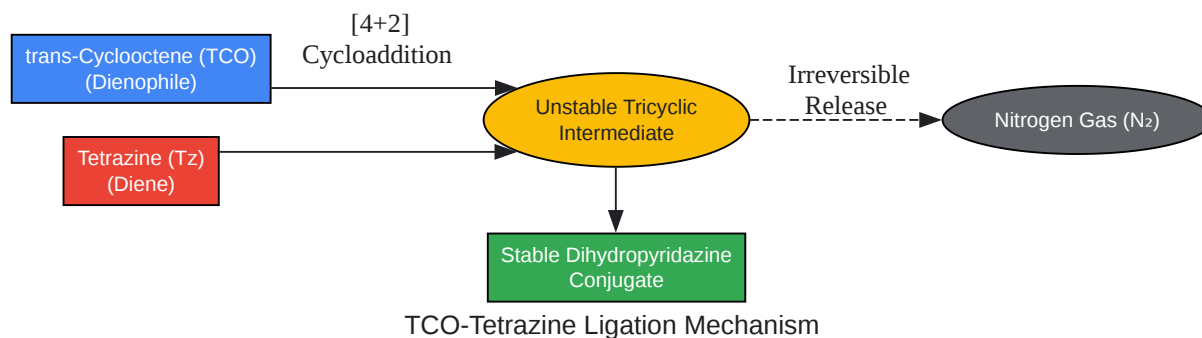 trans-Cyclooctene (TCO)
(Dienophile)
[4+2]
Cycloaddition
Tetrazine (Tz)
(Diene)
Unstable Tricyclic
Intermediate
Irreversible
Release
Nitrogen Gas (N₂)
Stable Dihydropyridazine
Conjugate
TCO-Tetrazine Ligation Mechanism